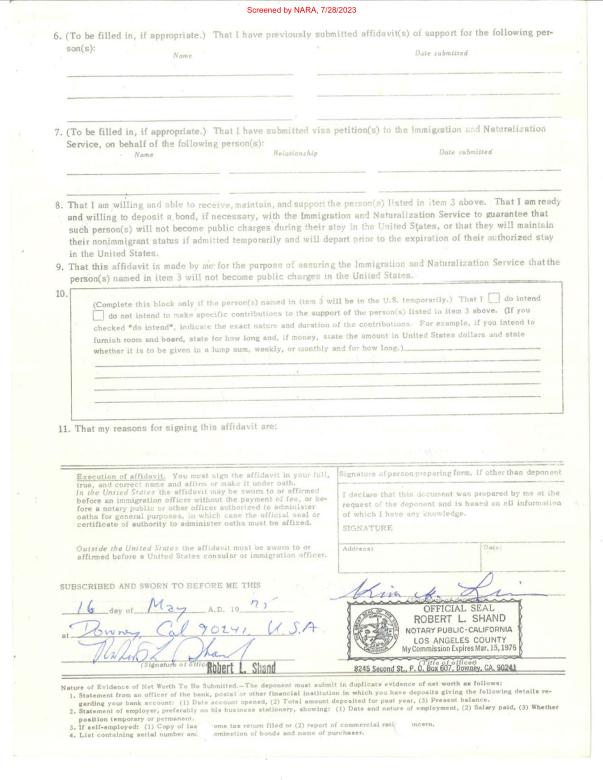 Screened by NARA, 7/28/2023
6. (To be filled in, if appropriate.) That I have previously submitted affidavit(s) of support for the following per-
son(s):
Name Date submitted
7. (To be filled in, if appropriate.) That I have submitted visa petition(s) to the Immigration and Naturalization
Service, on behalf of the following person(s):
Name Relationship Date submitted
8. That I am willing and able to receive, maintain, and support the person(s) listed in item 3 above. That I am ready
and willing to deposit a bond, if necessary, with the Immigration and Naturalization Service to guarantee that
such person(s) will not become public charges during their stay in the United States, or that they will maintain
their nonimmigrant status if admitted temporarily and will depart prior to the expiration of their authorized stay
in the United States.
9. That this affidavit is made by me for the purpose of assuring the Immigration and Naturalization Service that the
person(s) named in item 3 will not become public charges in the United States.
10.
(Complete this block only if the person(s) named in item 3 will be in the U.S. temporarily.) That I do intend
do not intend to make specific contributions to the support of the person(s) listed in item 3 above. (If you
checked "do intend", indicate the exact nature and duration of the contributions. For example, if you intend to
furnish room and board, state for how long and, if money, state the amount in United States dollars and state
whether it is to be given in a lump sum, weekly, or monthly and for how long.)
11. That my reasons for signing this affidavit are:
Execution of affidavit. You must sign the affidavit in your full,
true, and correct name and affirm or make it under oath.
In the United States the affidavit may be sworn to or affirmed
before an immigration officer without the payment of fee, or be-
fore a notary public or other officer authorized to administer
oaths for general purposes, in which case the official seal or
certificate of authority to administer oaths must be affixed.
Outside the United States the affidavit must be sworn to or
affirmed before a United States consular or immigration officer.
Signature of person preparing form, if other than deponent
I declare that this document was prepared by me at the
request of the deponent and is based on all information
of which I have any knowledge.
SIGNATURE
Address: Date:
SUBSCRIBED AND SWORN TO BEFORE ME THIS
16 day of May A.D. 19 75
at Downey Cal 90241 U.S.A
(Signature of officer) Robert L. Shand
OFFICIAL SEAL
ROBERT L. SHAND
NOTARY PUBLIC-CALIFORNIA
LOS ANGELES COUNTY
My Commission Expires Mar. 15, 1976
(Title of officer)
8245 Second St., P. O. Box 607, Downey, CA. 90241
Nature of Evidence of Net Worth To Be Submitted.—The deponent must submit in duplicate evidence of net worth as follows:
1. Statement from an officer of the bank, postal or other financial institution in which you have deposits giving the following details re-
garding your bank account: (1) Date account opened, (2) Total amount deposited for past year, (3) Present balance.
2. Statement of employer, preferably on his business stationery, showing: (1) Date and nature of employment, (2) Salary paid, (3) Whether
position temporary or permanent.
3. If self-employed: (1) Copy of las ome tax return filed or (2) report of commercial rati ncern.
4. List containing serial number and omination of bonds and name of purchaser.